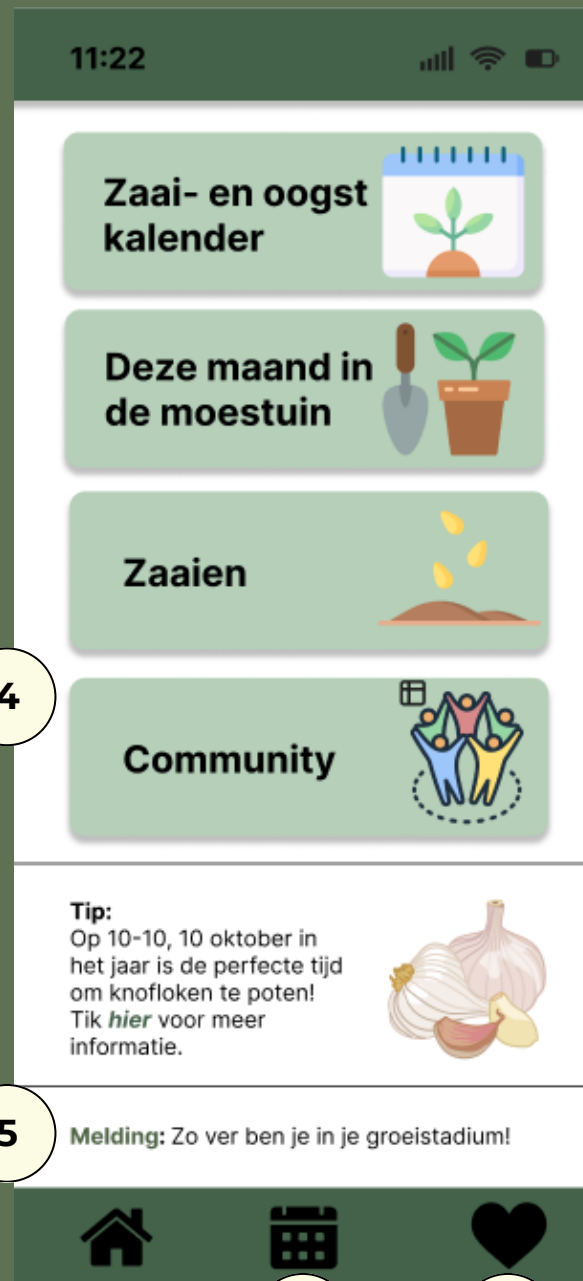 11:22
Zaai- en oogst
kalender
Deze maand in
de moestuin
Zaaien
4
Community
Tip:
Op 10-10, 10 oktober in
het jaar is de perfecte tijd
om knofloken te poten!
Tik hier voor meer
informatie.
5
Melding: Zo ver ben je in je groeistadium!